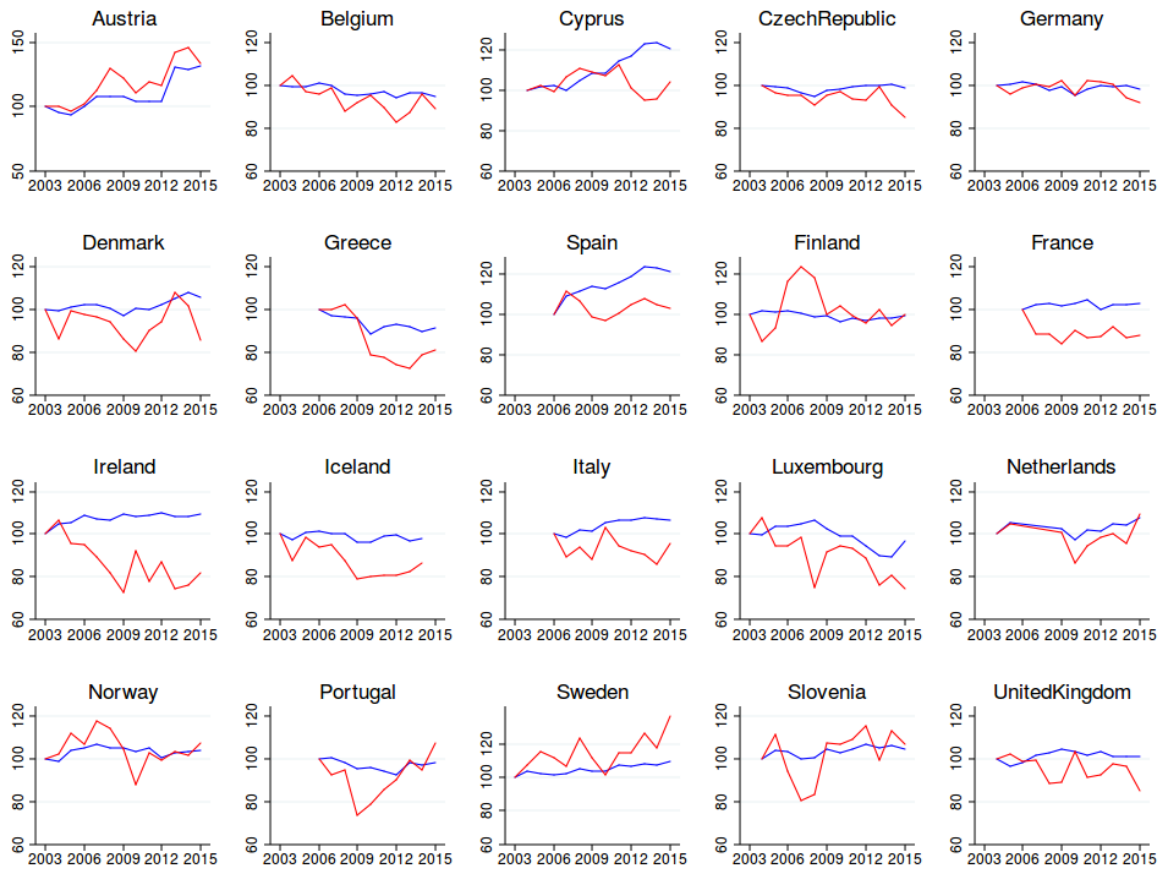 Austria Belgium Cyprus CzechRepublic Germany
150 100 50 120 100 80 60 120 100 80 60 120 100 80 60 120 100 80 60
2003 2006 2009 2012 2015 2003 2006 2009 2012 2015 2003 2006 2009 2012 2015 2003 2006 2009 2012 2015 2003 2006 2009 2012 2015
Denmark Greece Spain Finland France
120 100 80 60 120 100 80 60 120 100 80 60 120 100 80 60 120 100 80 60
2003 2006 2009 2012 2015 2003 2006 2009 2012 2015 2003 2006 2009 2012 2015 2003 2006 2009 2012 2015 2003 2006 2009 2012 2015
Ireland Iceland Italy Luxembourg Netherlands
120 100 80 60 120 100 80 60 120 100 80 60 120 100 80 60 120 100 80 60
2003 2006 2009 2012 2015 2003 2006 2009 2012 2015 2003 2006 2009 2012 2015 2003 2006 2009 2012 2015 2003 2006 2009 2012 2015
Norway Portugal Sweden Slovenia UnitedKingdom
120 100 80 60 120 100 80 60 120 100 80 60 120 100 80 60 120 100 80 60
2003 2006 2009 2012 2015 2003 2006 2009 2012 2015 2003 2006 2009 2012 2015 2003 2006 2009 2012 2015 2003 2006 2009 2012 2015